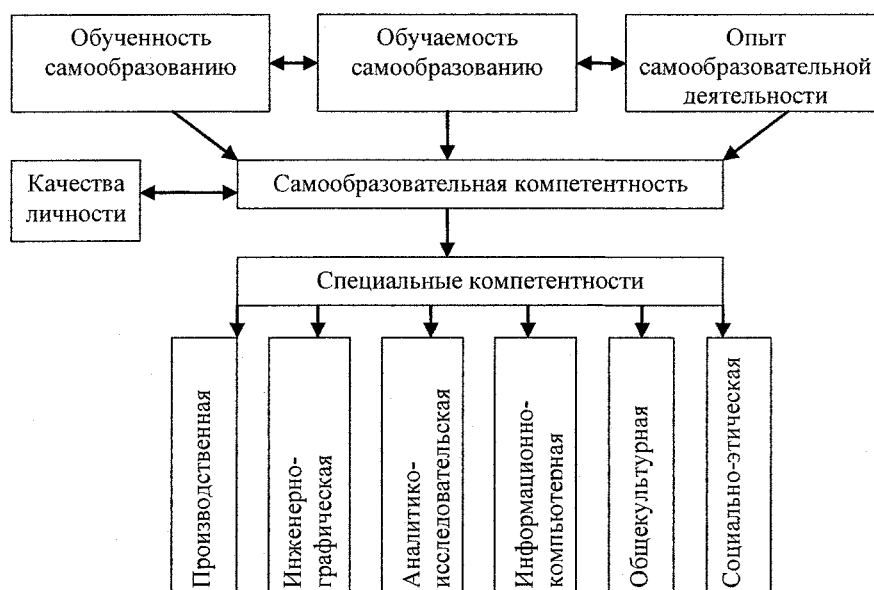 Обученность
самообразованию
Обучаемость
самообразованию
Опыт
самообразовательной
деятельности
Качества
личности
Самообразовательная компетентность
Специальные компетентности
Производственная
Инженерно-
графическая
Аналитико-
исследовательская
Информационно-
компьютерная
Общекультурная
Социально-этическая